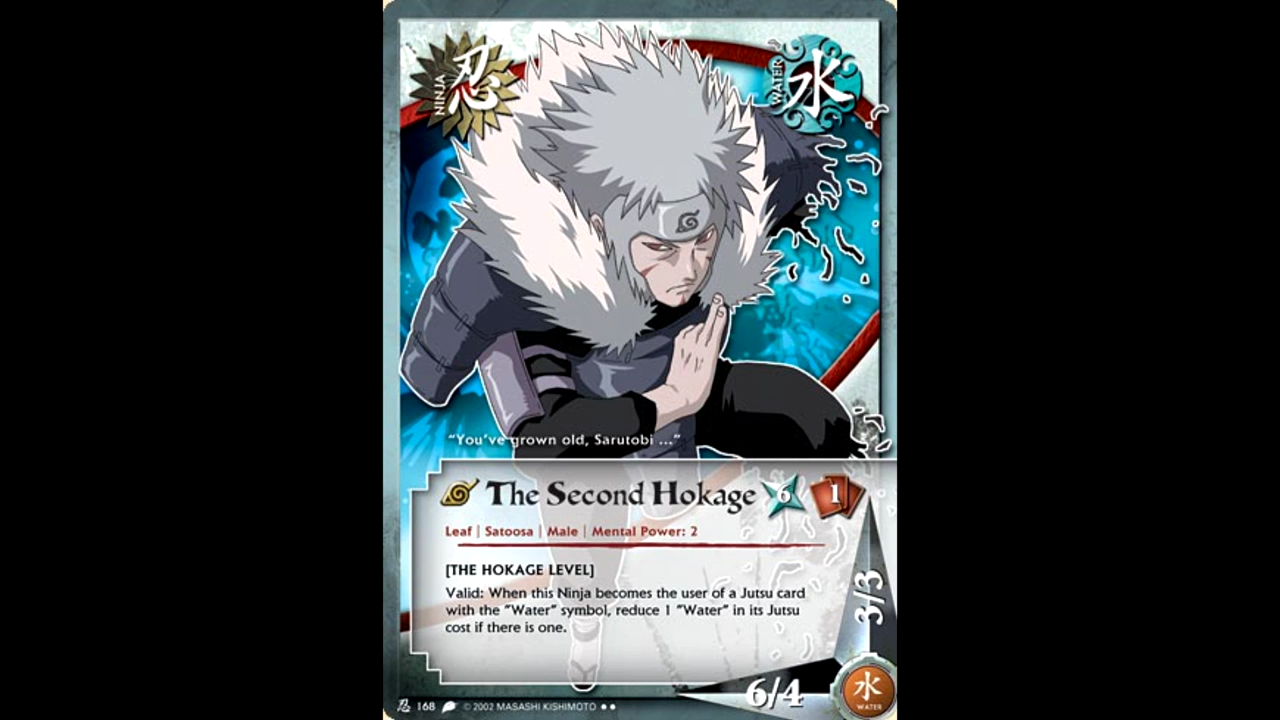 NINJA 忍
WATER 水
"You've grown old, Sarutobi ..."
The Second Hokage 6 1
Leaf | Satoosa | Male | Mental Power: 2
[THE HOKAGE LEVEL]
Valid: When this Ninja becomes the user of a Jutsu card
with the "Water" symbol, reduce 1 "Water" in its Jutsu
cost if there is one.
3/3
6/4
水
WATER
忍 168 © 2002 MASASHI KISHIMOTO